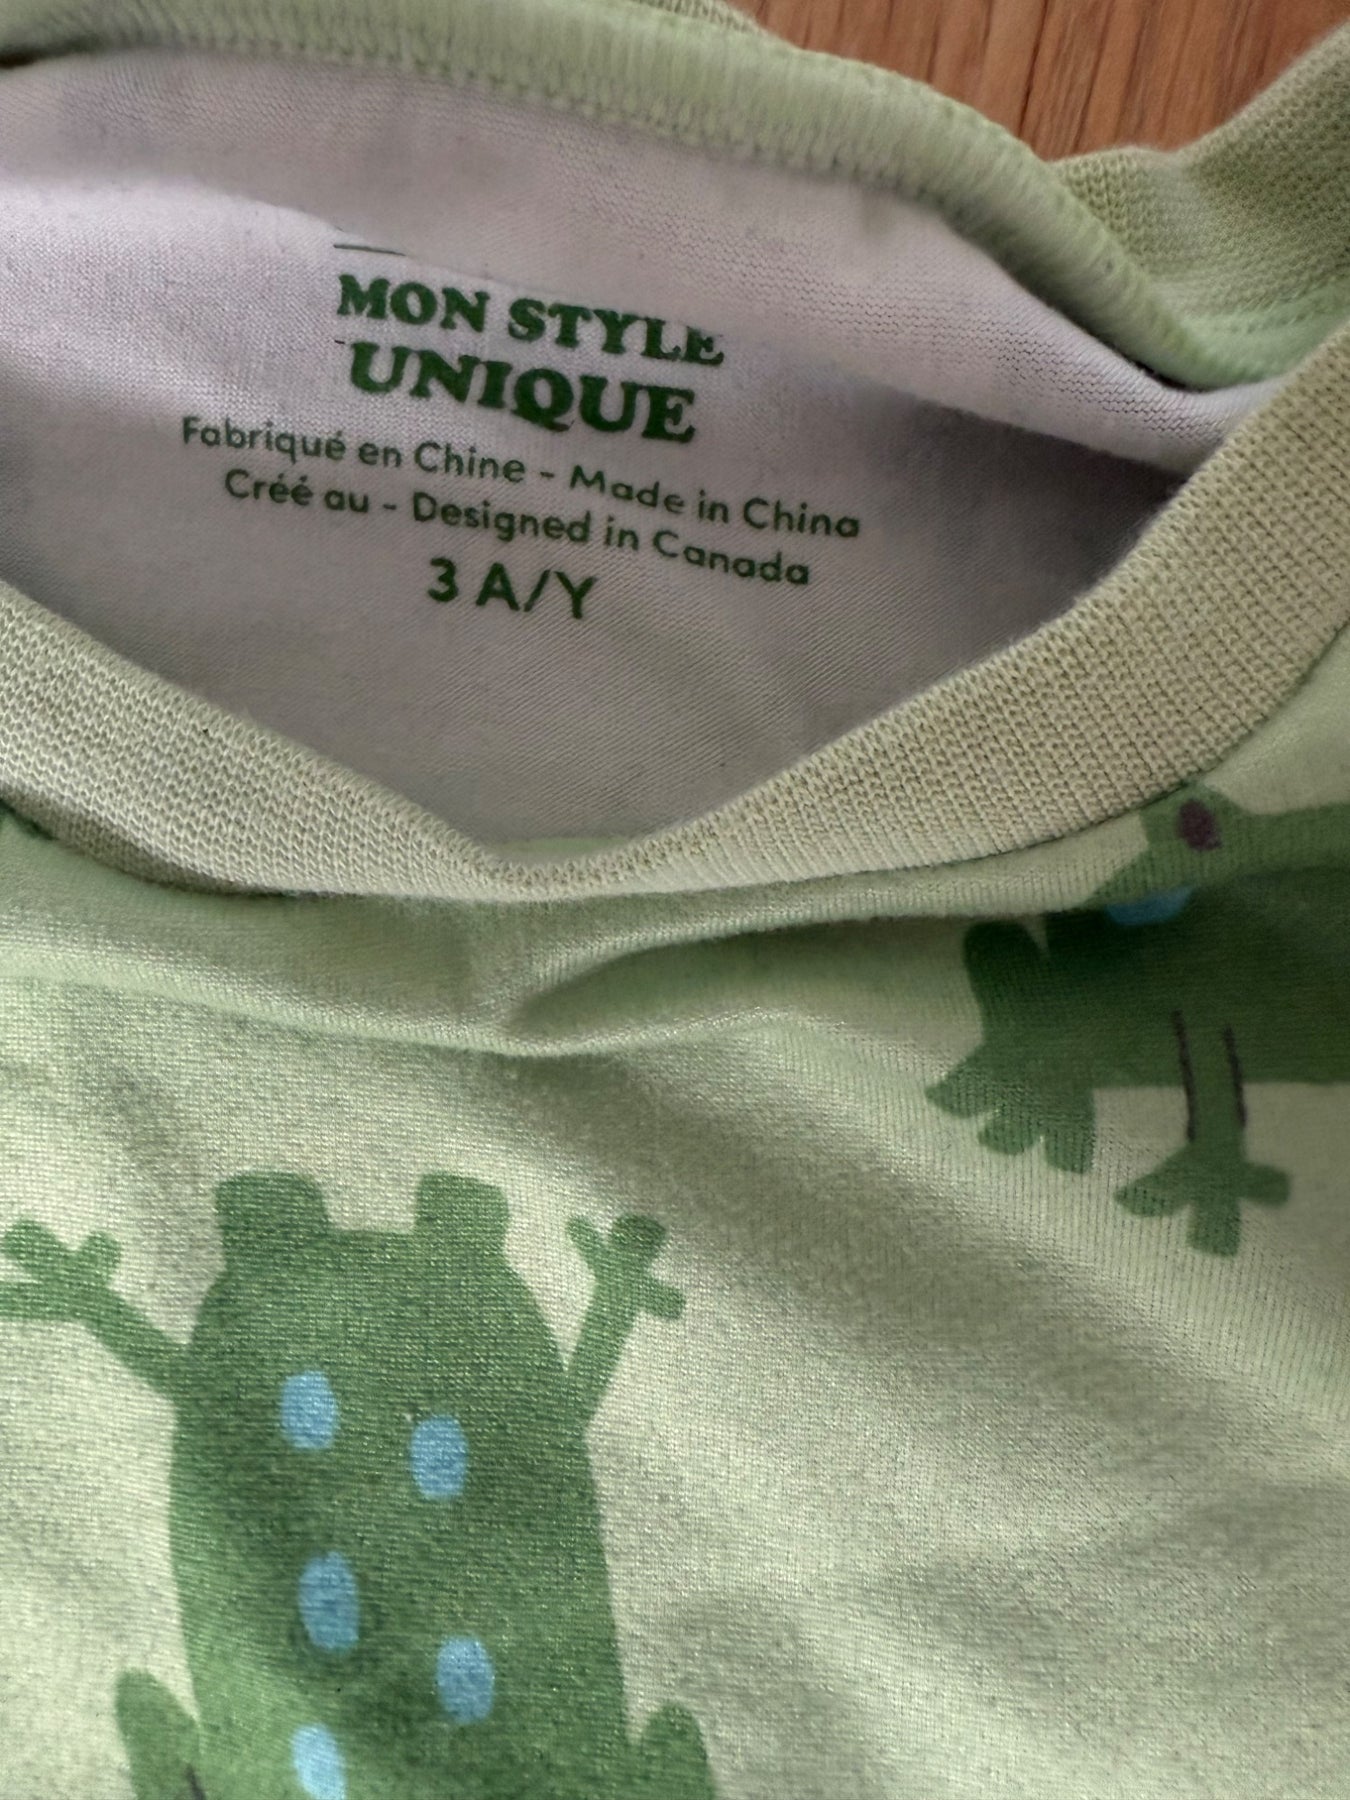 MON STYLE
UNIQUE
Fabriqué en Chine - Made in China
Créé au - Designed in Canada
3 A/Y